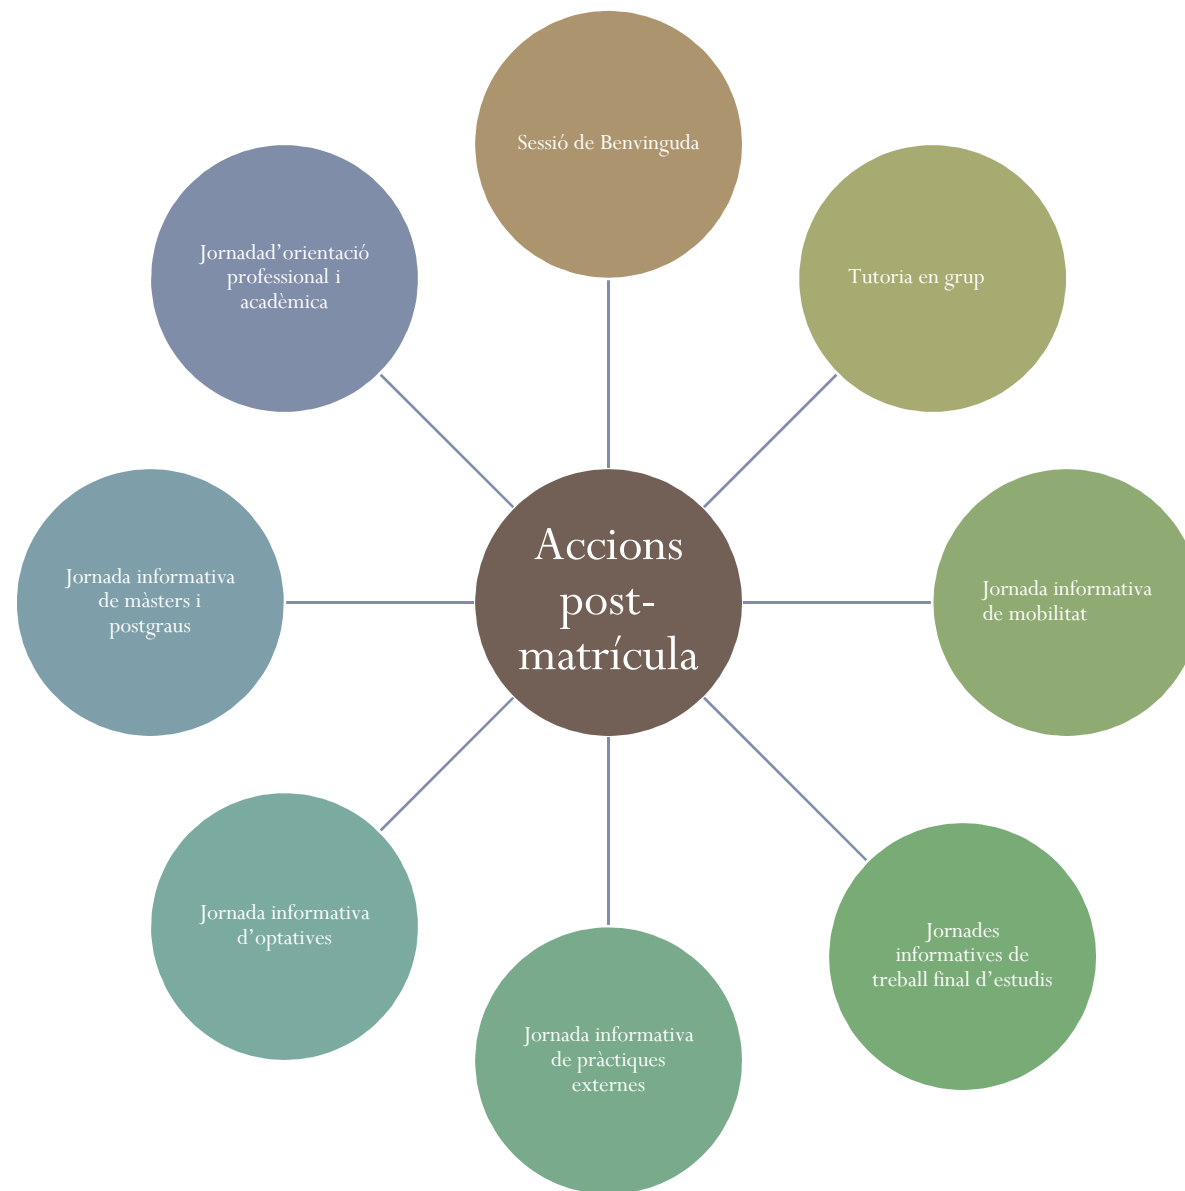 Sessió de Benvinguda
Tutoria en grup
Jornada informativa
de mobilitat
Jornades
informatives de
treball final d’estudis
Jornada informativa
de pràctiques
externes
Jornada informativa
d’optatives
Jornada informativa
de màsters i
postgraus
Jornadad’orientació
professional i
acadèmica
Accions
post-
matrícula